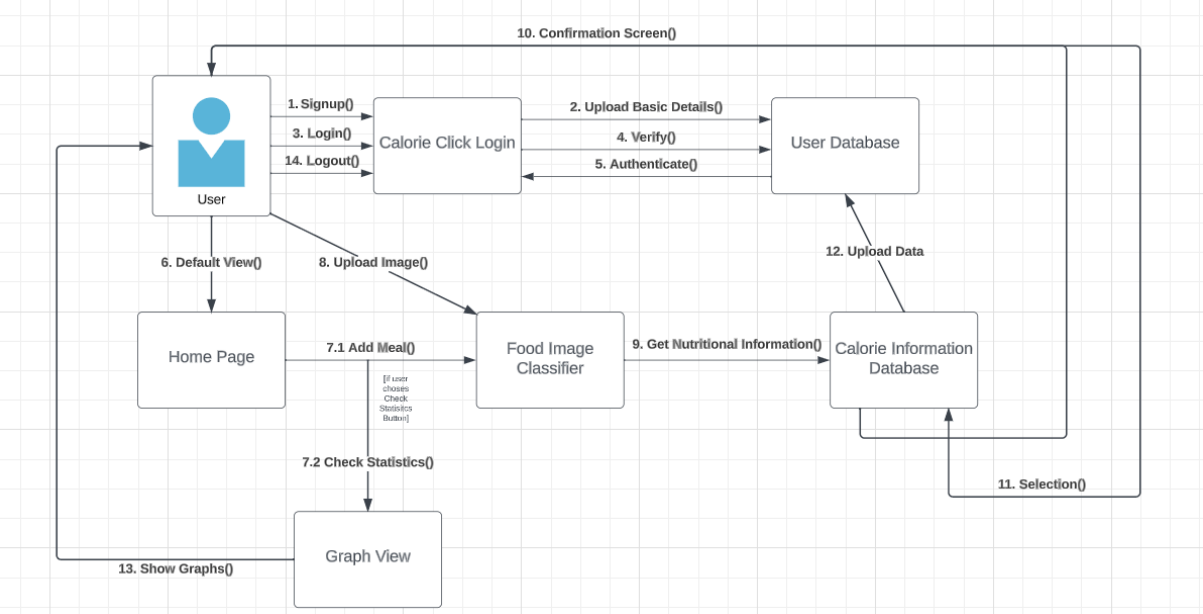 10. Confirmation Screen()
1. Signup()
3. Login()
14. Logout()
Calorie Click Login
2. Upload Basic Details()
4. Verify()
5. Authenticate()
User Database
User
6. Default View()
8. Upload Image()
12. Upload Data
Home Page
7.1 Add Meal()
Food Image
Classifier
9. Get Nutritional Information()
Calorie Information
Database
[if user
choses
Check
Statisitcs
Button]
7.2 Check Statistics()
11. Selection()
Graph View
13. Show Graphs()